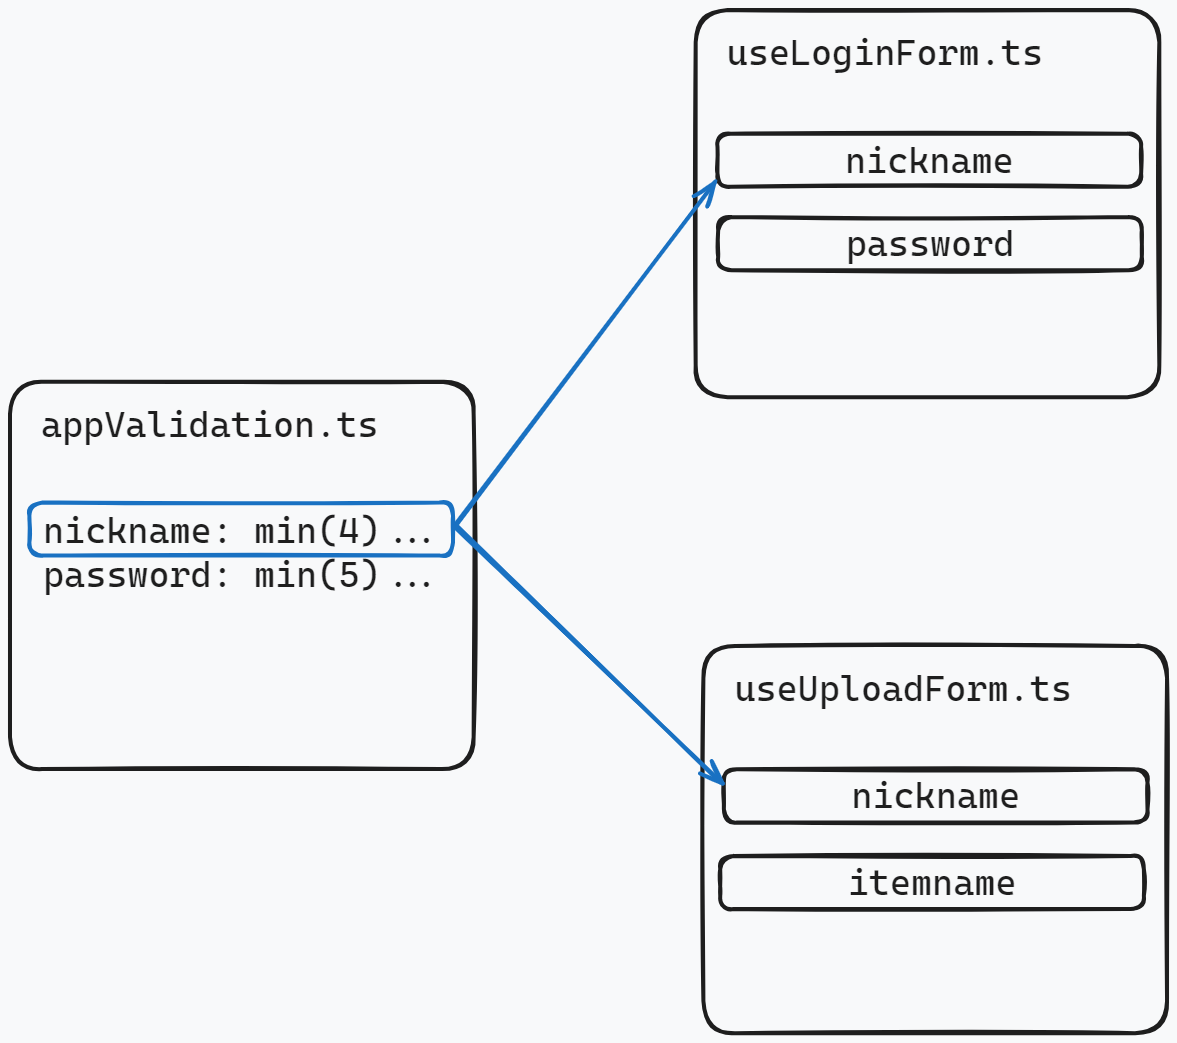 useLoginForm.ts
nickname
password
appValidation.ts
nickname: min(4)...
password: min(5)...
useUploadForm.ts
nickname
itemname